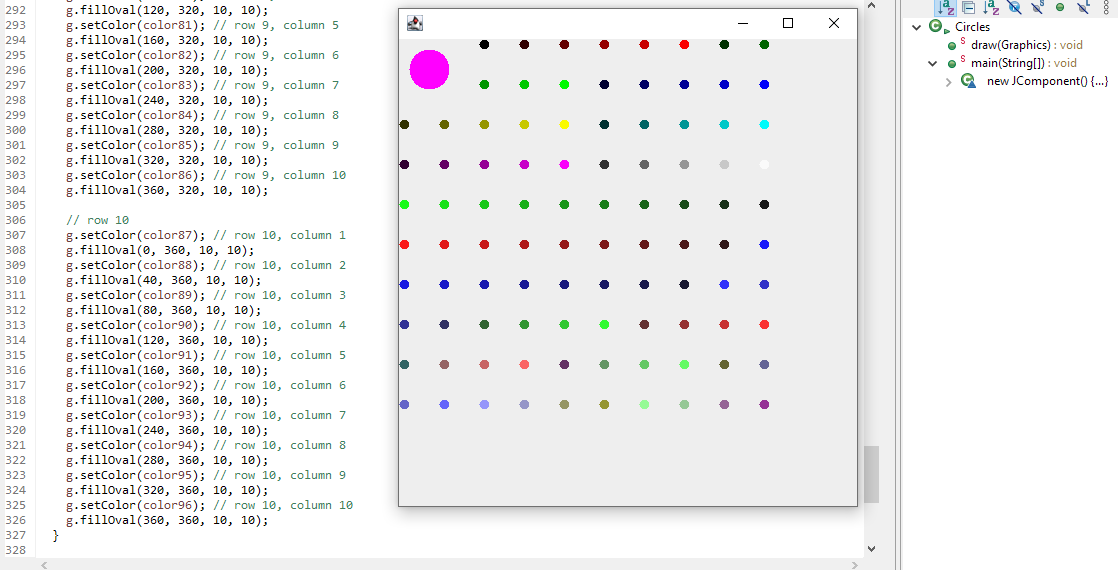 292 g.fillOval(120, 320, 10, 10);
293 g.setColor(color81); // row 9, column 5
294 g.fillOval(160, 320, 10, 10);
295 g.setColor(color82); // row 9, column 6
296 g.fillOval(200, 320, 10, 10);
297 g.setColor(color83); // row 9, column 7
298 g.fillOval(240, 320, 10, 10);
299 g.setColor(color84); // row 9, column 8
300 g.fillOval(280, 320, 10, 10);
301 g.setColor(color85); // row 9, column 9
302 g.fillOval(320, 320, 10, 10);
303 g.setColor(color86); // row 9, column 10
304 g.fillOval(360, 320, 10, 10);
305
306 // row 10
307 g.setColor(color87); // row 10, column 1
308 g.fillOval(0, 360, 10, 10);
309 g.setColor(color88); // row 10, column 2
310 g.fillOval(40, 360, 10, 10);
311 g.setColor(color89); // row 10, column 3
312 g.fillOval(80, 360, 10, 10);
313 g.setColor(color90); // row 10, column 4
314 g.fillOval(120, 360, 10, 10);
315 g.setColor(color91); // row 10, column 5
316 g.fillOval(160, 360, 10, 10);
317 g.setColor(color92); // row 10, column 6
318 g.fillOval(200, 360, 10, 10);
319 g.setColor(color93); // row 10, column 7
320 g.fillOval(240, 360, 10, 10);
321 g.setColor(color94); // row 10, column 8
322 g.fillOval(280, 360, 10, 10);
323 g.setColor(color95); // row 10, column 9
324 g.fillOval(320, 360, 10, 10);
325 g.setColor(color96); // row 10, column 10
326 g.fillOval(360, 360, 10, 10);
327 }
328
Circles
S draw(Graphics) : void
S main(String[]) : void
new JComponent() {...}